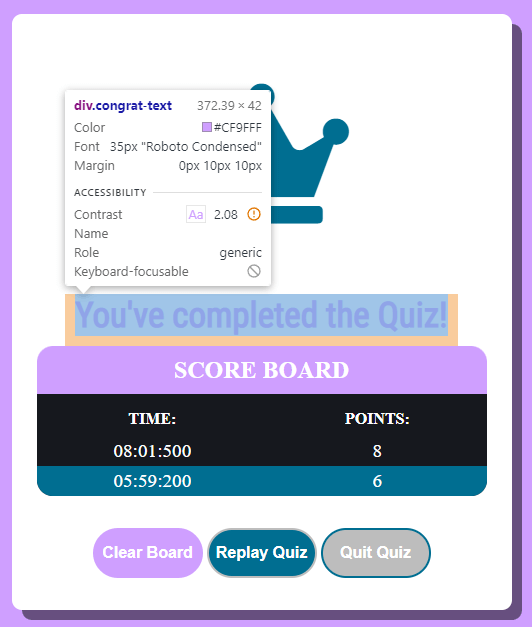 div.congrat-text 372.39 × 42
Color #CF9FFF
Font 35px "Roboto Condensed"
Margin 0px 10px 10px
ACCESSIBILITY
Contrast Aa 2.08
Name
Role generic
Keyboard-focusable
You've completed the Quiz!
SCORE BOARD
TIME: POINTS:
08:01:500 8
05:59:200 6
Clear Board Replay Quiz Quit Quiz